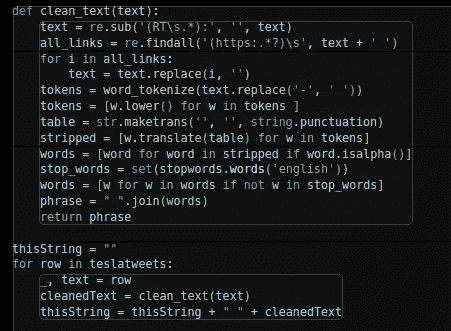 def clean_text(text):
    text = re.sub('(RT\s.*):', '', text)
    all_links = re.findall('(https:.*?)\s', text + ' ')
    for i in all_links:
        text = text.replace(i, '')
    tokens = word_tokenize(text.replace('-', ' '))
    tokens = [w.lower() for w in tokens ]
    table = str.maketrans('', '', string.punctuation)
    stripped = [w.translate(table) for w in tokens]
    words = [word for word in stripped if word.isalpha()]
    stop_words = set(stopwords.words('english'))
    words = [w for w in words if not w in stop_words]
    phrase = " ".join(words)
    return phrase
thisString = ""
for row in teslatweets:
    _, text = row
    cleanedText = clean_text(text)
    thisString = thisString + " " + cleanedText